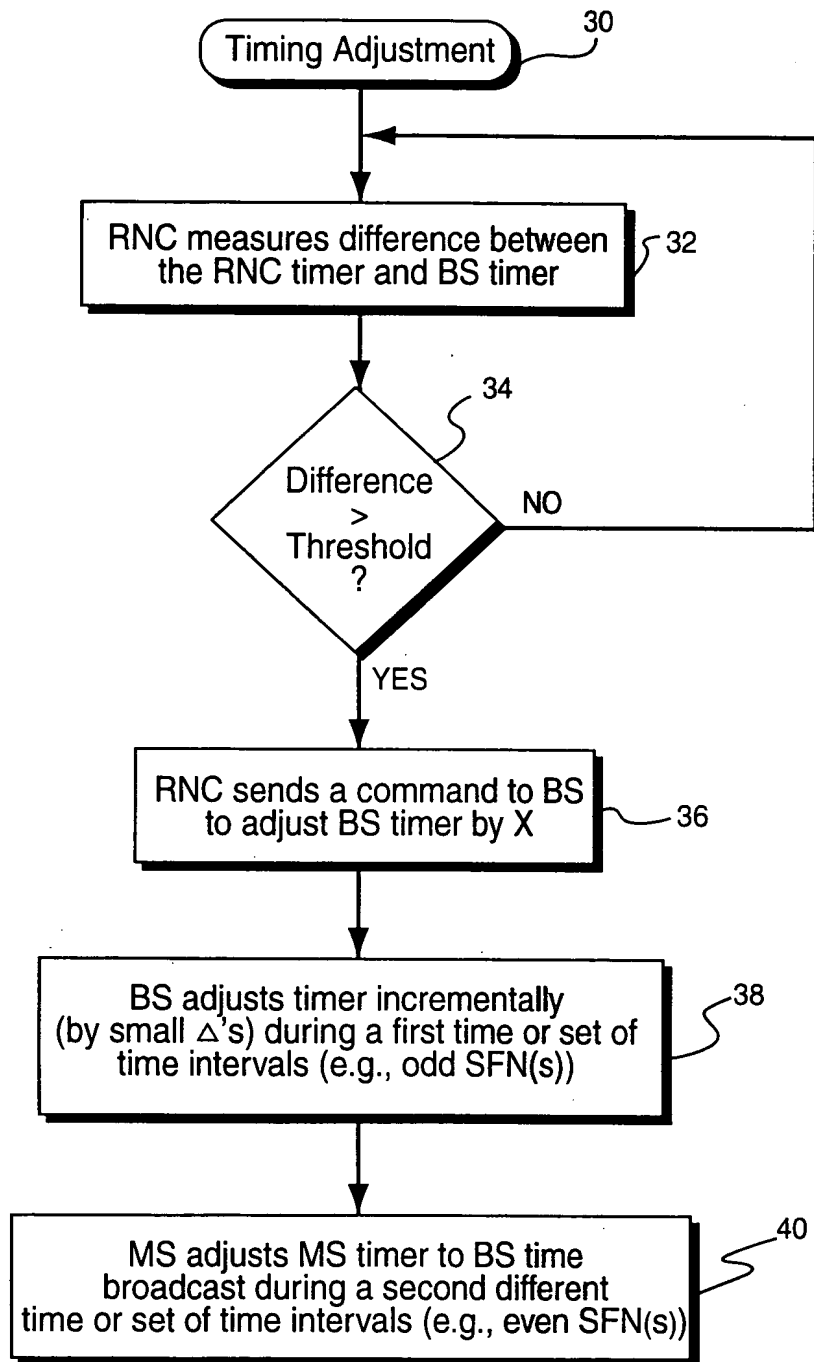 Timing Adjustment
30
RNC measures difference between
the RNC timer and BS timer
32
34
Difference
>
Threshold
?
NO
YES
RNC sends a command to BS
to adjust BS timer by X
36
BS adjusts timer incrementally
(by small △'s) during a first time or set of
time intervals (e.g., odd SFN(s))
38
MS adjusts MS timer to BS time
broadcast during a second different
time or set of time intervals (e.g., even SFN(s))
40